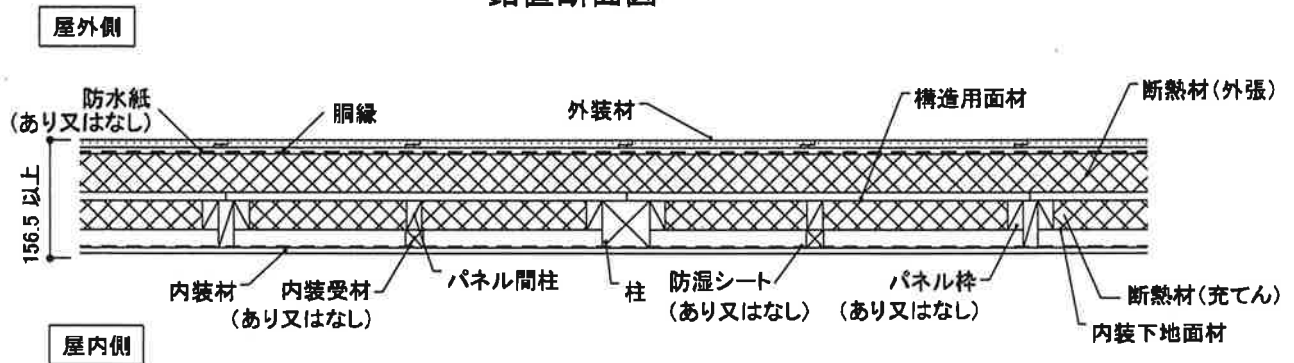 屋外側
防水紙
(あり又はなし)
胴縁
外装材
構造用面材
断熱材(外張)
156.5 以上
内装材
内装受材
(あり又はなし)
パネル間柱
柱
防湿シート
(あり又はなし)
パネル枠
(あり又はなし)
断熱材(充てん)
内装下地面材
屋内側